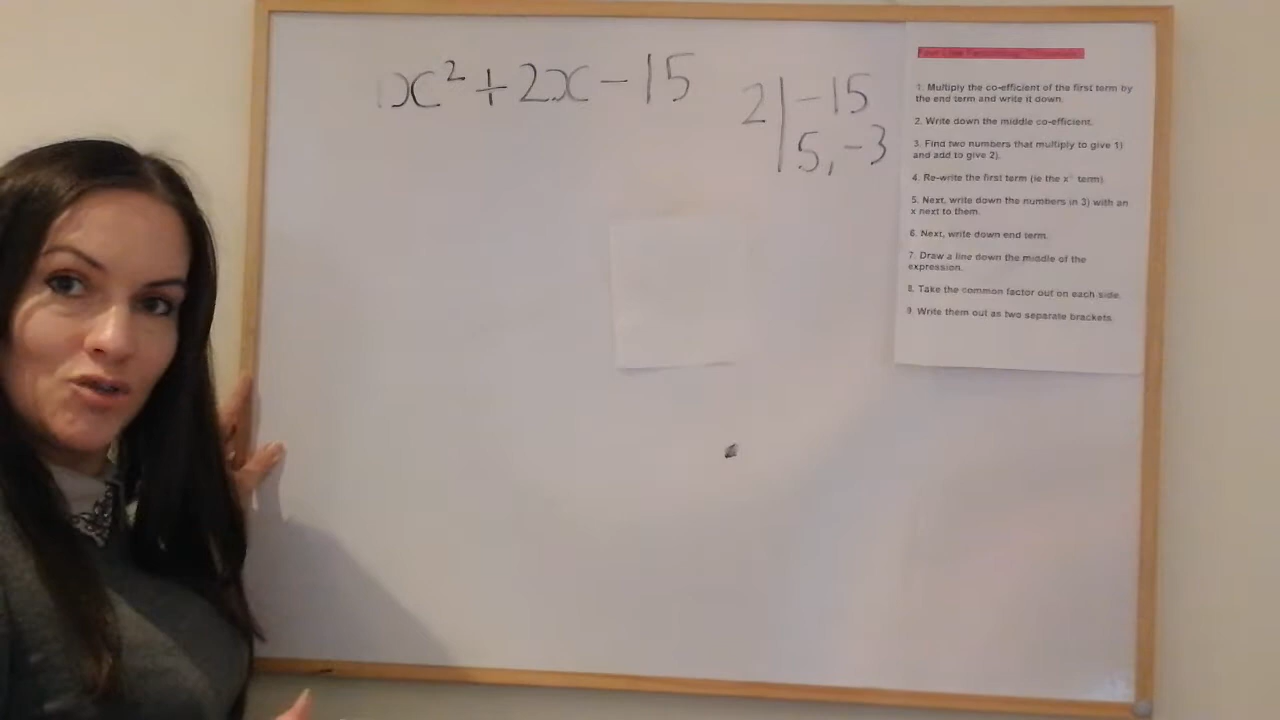 x² + 2x - 15
2 | -15
5, -3
1. Multiply the co-efficient of the first term by
the end term and write it down.
2. Write down the middle co-efficient.
3. Find two numbers that multiply to give 1)
and add to give 2).
4. Re-write the first term (ie the x² term)
5. Next, write down the numbers in 3) with an
x next to them.
6. Next, write down end term.
7. Draw a line down the middle of the
expression.
8. Take the common factor out on each side.
9. Write them out as two separate brackets.